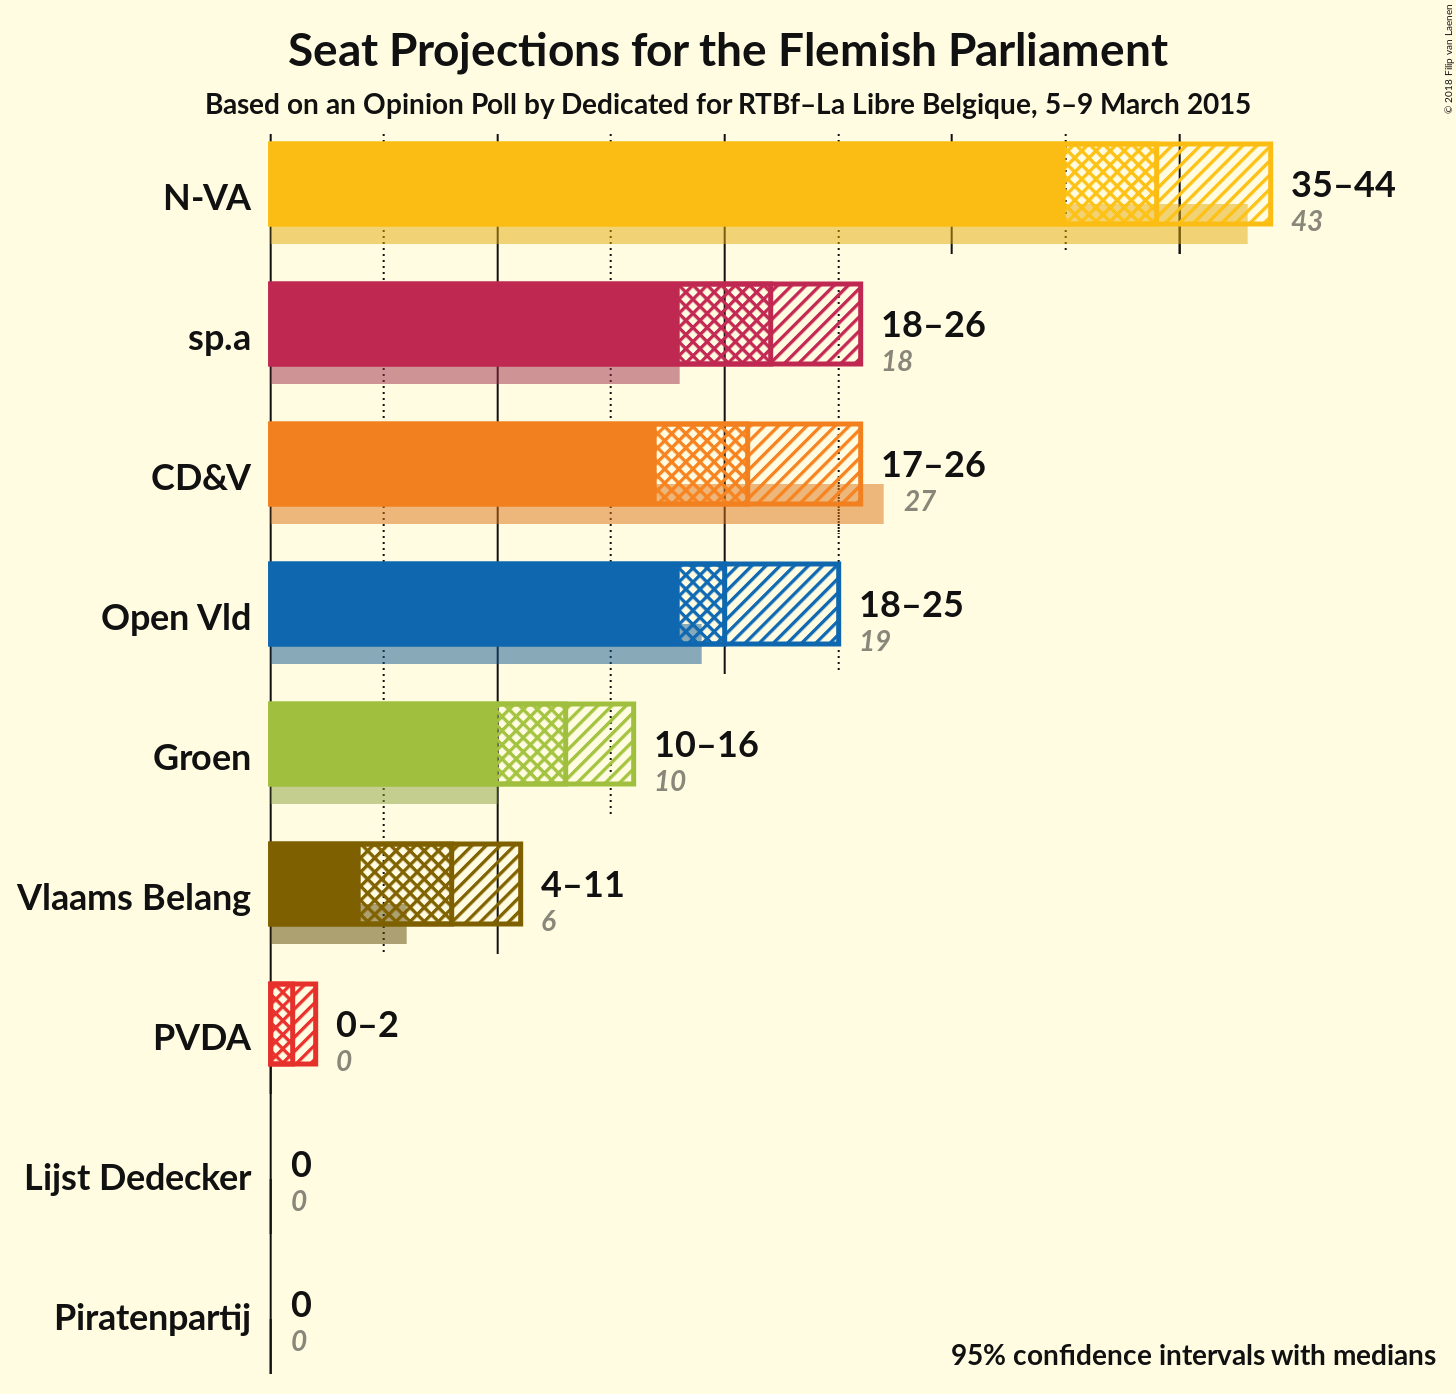 Seat Projections for the Flemish Parliament
Based on an Opinion Poll by Dedicated for RTBf–La Libre Belgique, 5–9 March 2015
© 2018 Filip van Laenen
N-VA
35–44
43
sp.a
18–26
18
CD&V
17–26
27
Open Vld
18–25
19
Groen
10–16
10
Vlaams Belang
4–11
6
PVDA
0–2
0
Lijst Dedecker
0
0
Piratenpartij
0
0
95% confidence intervals with medians